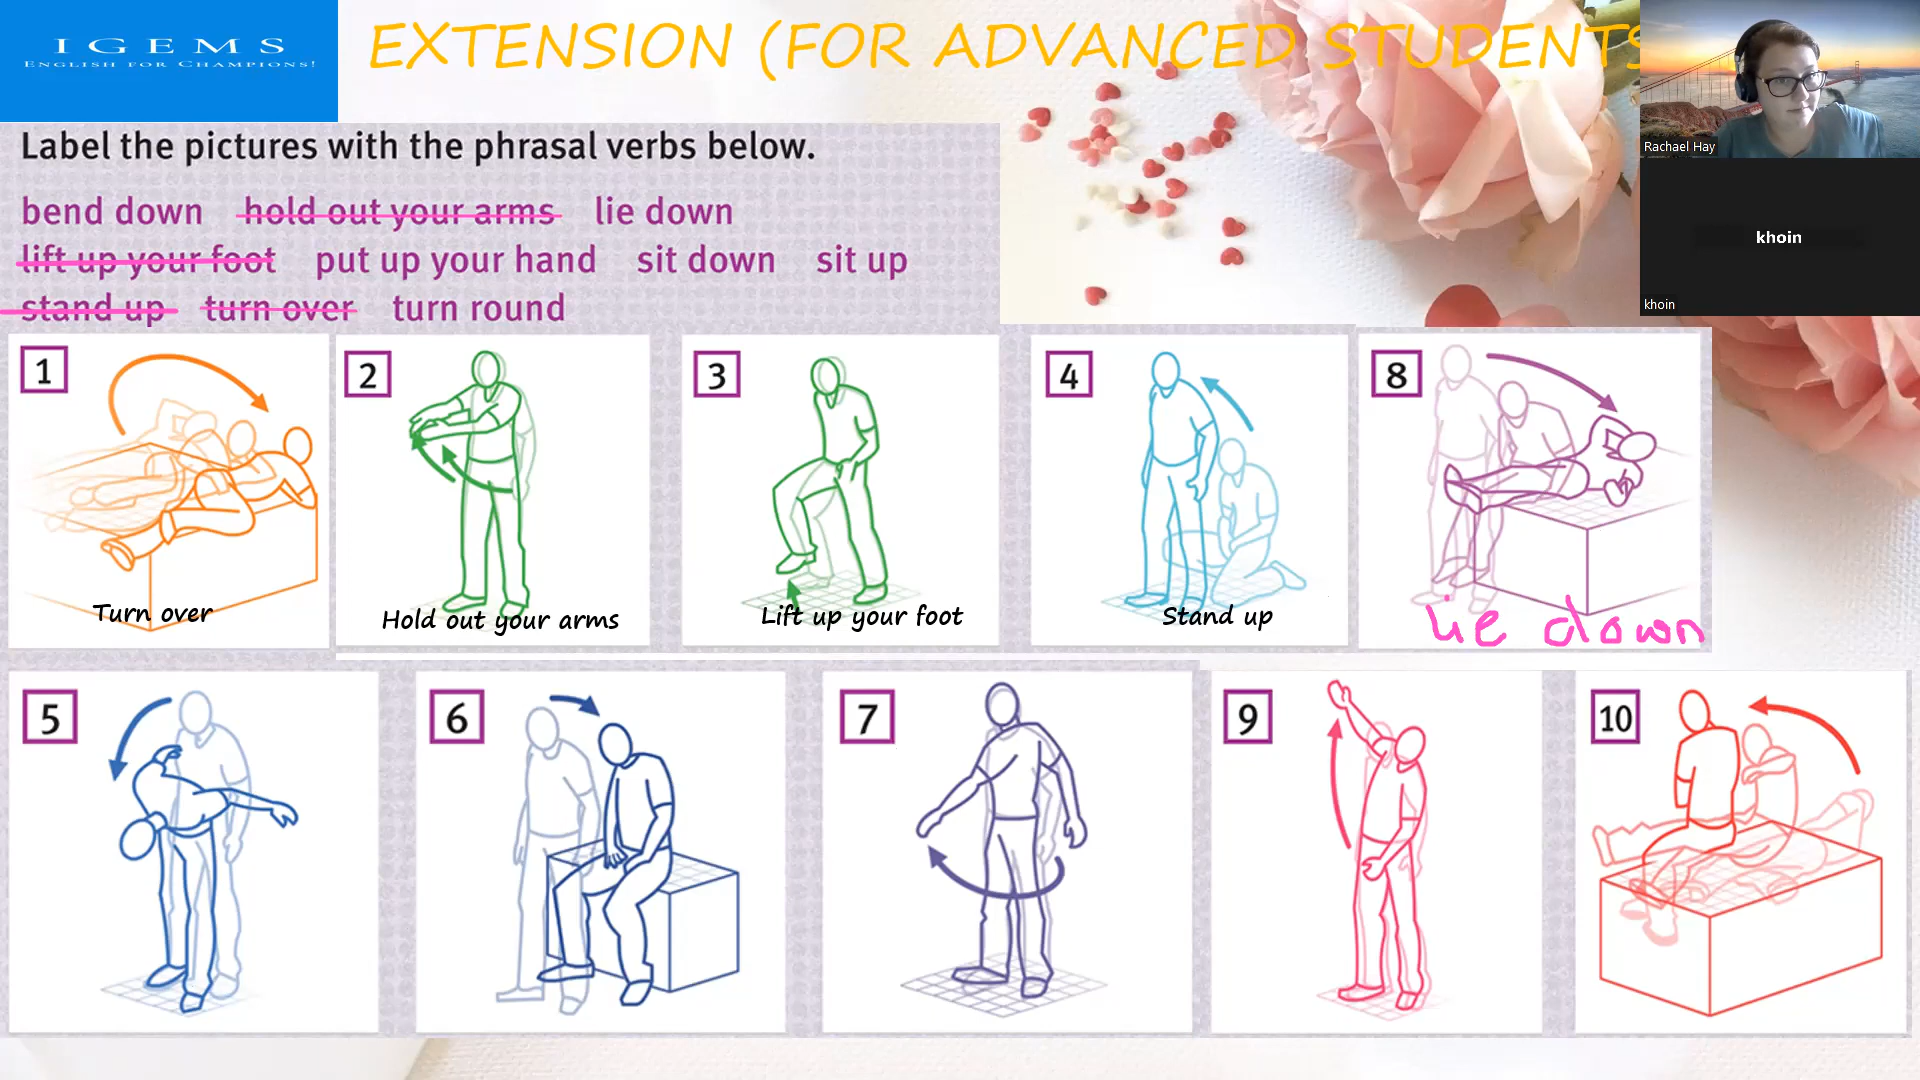 IGEMS
ENGLISH FOR CHAMPIONS!
EXTENSION (FOR ADVANCED STUDENTS
Rachael Hay
khoin
khoin
Label the pictures with the phrasal verbs below.
bend down hold out your arms lie down
lift up your foot put up your hand sit down sit up
stand up turn over turn round
1
2
3
4
8
Turn over
Hold out your arms
Lift up your foot
Stand up
lie down
5
6
7
9
10